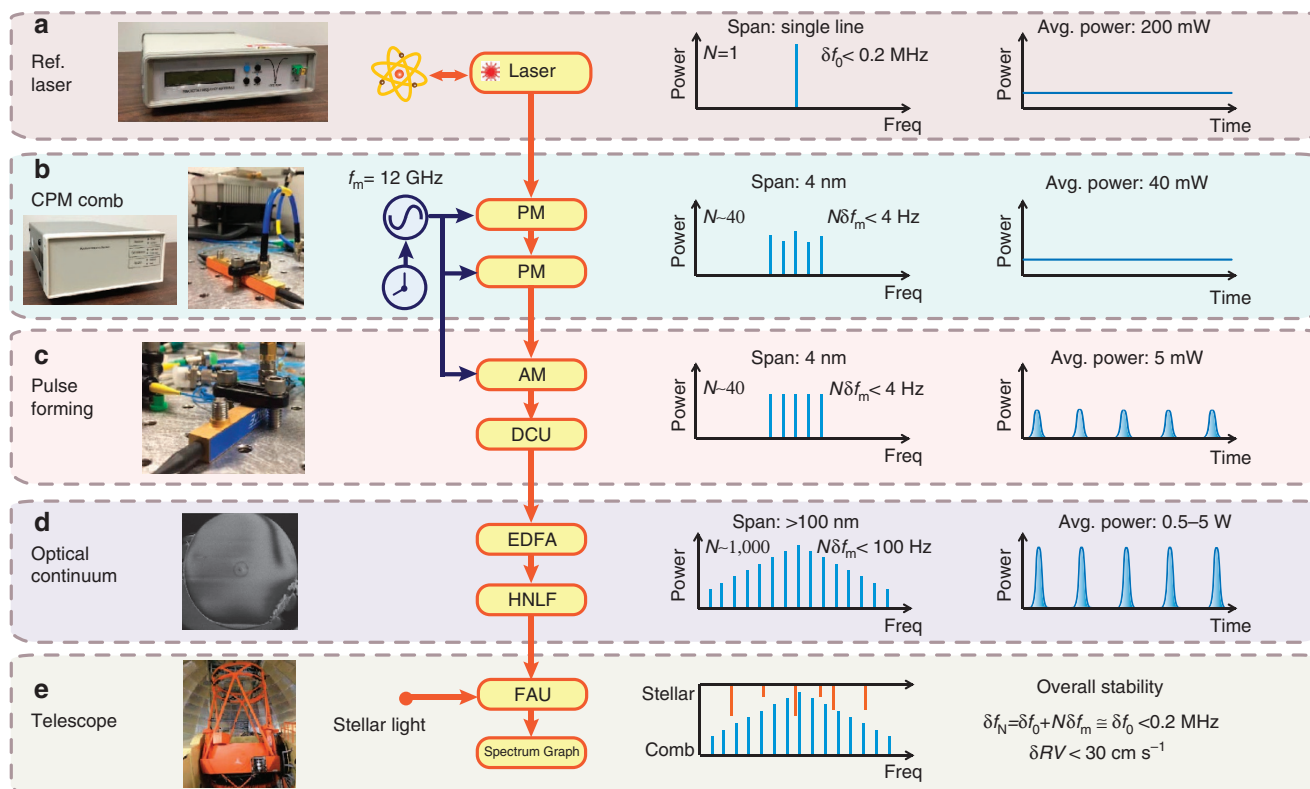 a
Ref.
laser
Laser
Span: single line
N=1
δf₀< 0.2 MHz
Power
Freq
Avg. power: 200 mW
Power
Time
b
CPM comb
fₘ= 12 GHz
PM
PM
Span: 4 nm
N~40
Nδfₘ< 4 Hz
Power
Freq
Avg. power: 40 mW
Power
Time
c
Pulse
forming
AM
DCU
Span: 4 nm
N~40
Nδfₘ< 4 Hz
Power
Freq
Avg. power: 5 mW
Power
Time
d
Optical
continuum
EDFA
HNLF
Span: >100 nm
N~1,000
Nδfₘ< 100 Hz
Power
Freq
Avg. power: 0.5–5 W
Power
Time
e
Telescope
Stellar light
FAU
Spectrum Graph
Stellar
Comb
Freq
Overall stability
δf_N=δf₀+Nδfₘ ≅ δf₀ <0.2 MHz
δRV < 30 cm s⁻¹